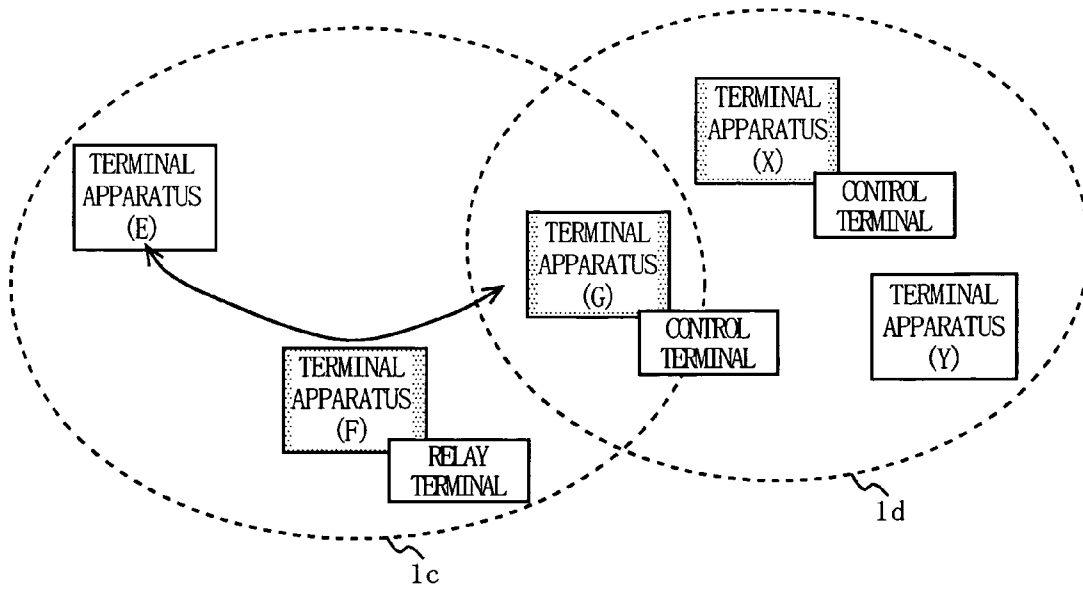 TERMINAL
APPARATUS
(E)
TERMINAL
APPARATUS
(F)
RELAY
TERMINAL
TERMINAL
APPARATUS
(G)
CONTROL
TERMINAL
TERMINAL
APPARATUS
(X)
CONTROL
TERMINAL
TERMINAL
APPARATUS
(Y)
1c
1d